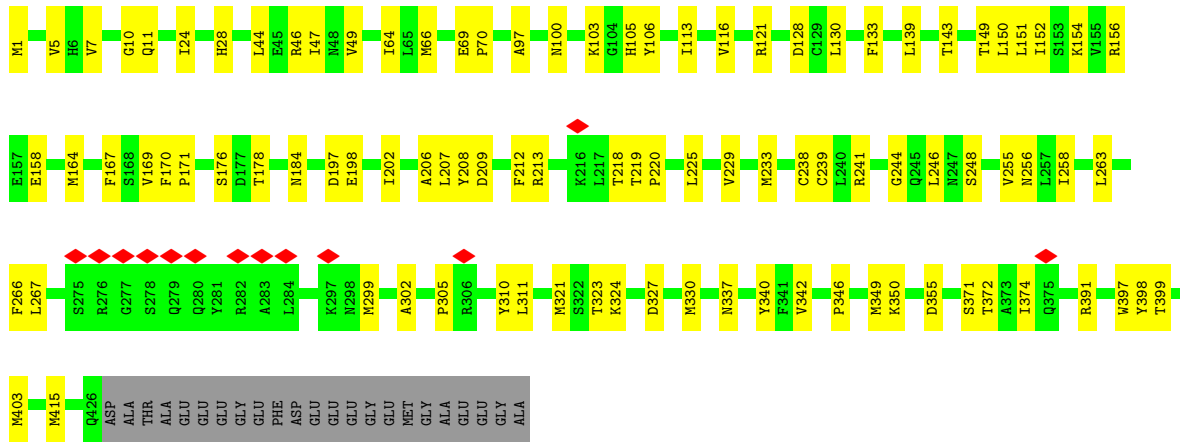 M1 V5 H6 V7 G10 Q11 I24 H28 L44 E45 R46 I47 N48 V49 I64 L65 M66 E69 P70 A97 N100 K103 G104 H105 Y106 I113 V116 R121 D128 C129 L130 F133 L139 T143 T149 L150 L151 I152 S153 K154 V155 R156
E157 E158 M164 F167 S168 V169 F170 P171 S176 D177 T178 N184 D197 E198 I202 A206 L207 Y208 D209 F212 R213 K216 L217 T218 T219 P220 L225 V229 M233 C238 C239 L240 R241 G244 Q245 L246 N247 S248 V255 N256 L257 I258 L263
F266 L267 S275 R276 G277 S278 Q279 Q280 Y281 R282 A283 L284 K297 N298 M299 A302 P305 R306 Y310 L311 M321 S322 T323 K324 D327 M330 N337 Y340 F341 V342 P346 M349 K350 D355 S371 T372 A373 I374 Q375 R391 W397 Y398 T399
M403 M415 Q426 ASP ALA THR ALA GLU GLU GLU GLY GLU PHE ASP GLU GLU GLU GLY GLU MET GLY ALA GLU GLU GLY ALA